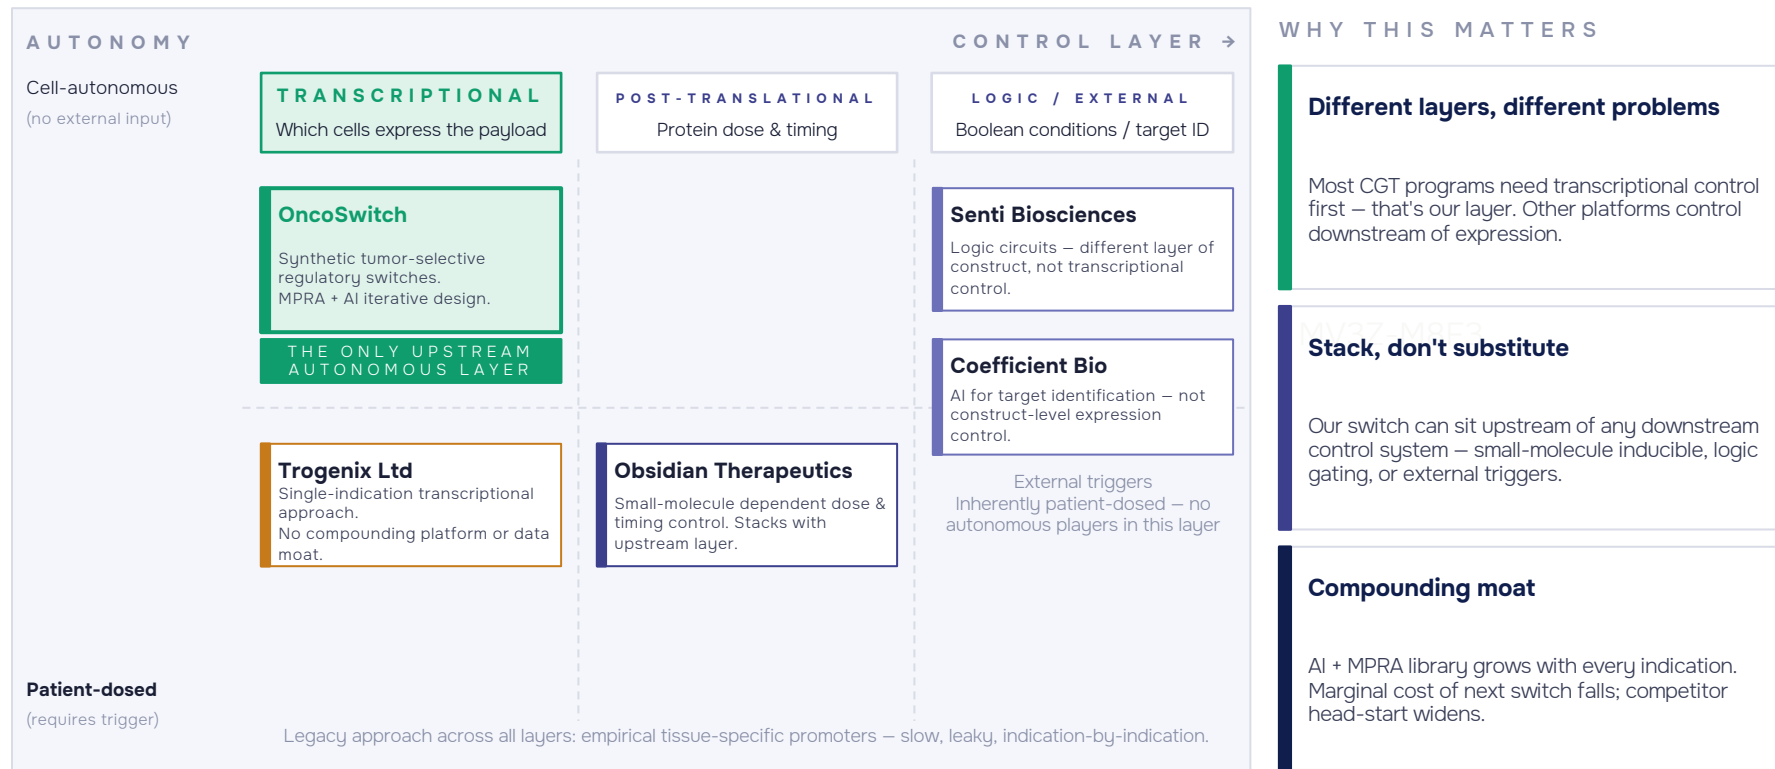 AUTONOMY
CONTROL LAYER →
Cell-autonomous
(no external input)
TRANSCRIPTIONAL
Which cells express the payload
POST-TRANSLATIONAL
Protein dose & timing
LOGIC / EXTERNAL
Boolean conditions / target ID
OncoSwitch
Synthetic tumor-selective
regulatory switches.
MPRA + AI iterative design.
THE ONLY UPSTREAM
AUTONOMOUS LAYER
Senti Biosciences
Logic circuits — different layer of
construct, not transcriptional
control.
Coefficient Bio
AI for target identification — not
construct-level expression
control.
Trogenix Ltd
Single-indication transcriptional
approach.
No compounding platform or data
moat.
Obsidian Therapeutics
Small-molecule dependent dose &
timing control. Stacks with
upstream layer.
External triggers
Inherently patient-dosed — no
autonomous players in this layer
Patient-dosed
(requires trigger)
Legacy approach across all layers: empirical tissue-specific promoters — slow, leaky, indication-by-indication.
WHY THIS MATTERS
Different layers, different problems
Most CGT programs need transcriptional control
first — that's our layer. Other platforms control
downstream of expression.
Stack, don't substitute
Our switch can sit upstream of any downstream
control system — small-molecule inducible, logic
gating, or external triggers.
Compounding moat
AI + MPRA library grows with every indication.
Marginal cost of next switch falls; competitor
head-start widens.